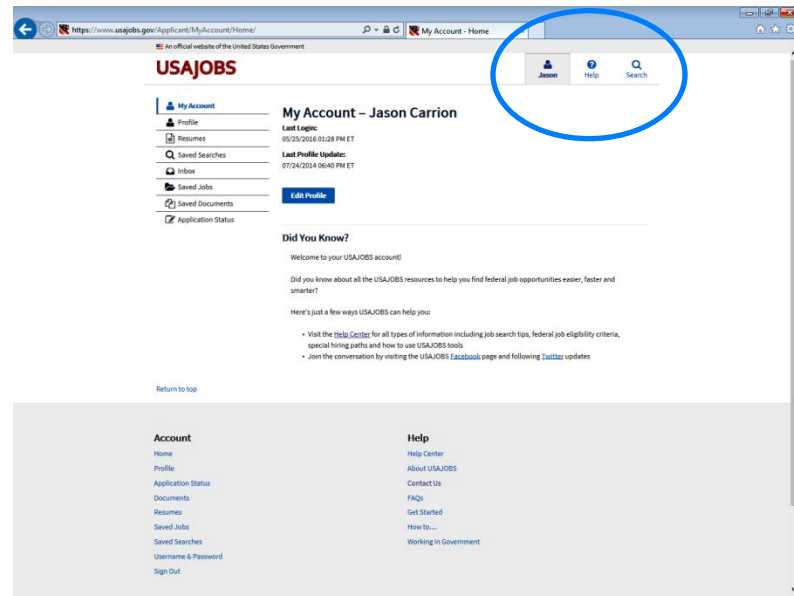 https://www.usajobs.gov/Applicant/MyAccount/Home/
My Account - Home
An official website of the United States Government
USAJOBS
Jason
Help
Search
My Account
Profile
Resumes
Saved Searches
Inbox
Saved Jobs
Saved Documents
Application Status
My Account – Jason Carrion
Last Login:
05/25/2016 01:28 PM ET
Last Profile Update:
07/24/2014 06:40 PM ET
Edit Profile
Did You Know?
Welcome to your USAJOBS account!
Did you know about all the USAJOBS resources to help you find federal job opportunities easier, faster and
smarter?
Here's just a few ways USAJOBS can help you:
• Visit the Help Center for all types of information including job search tips, federal job eligibility criteria,
special hiring paths and how to use USAJOBS tools
• Join the conversation by visiting the USAJOBS Facebook page and following Twitter updates
Return to top
Account
Home
Profile
Application Status
Documents
Resumes
Saved Jobs
Saved Searches
Username & Password
Sign Out
Help
Help Center
About USAJOBS
Contact Us
FAQs
Get Started
How to...
Working in Government